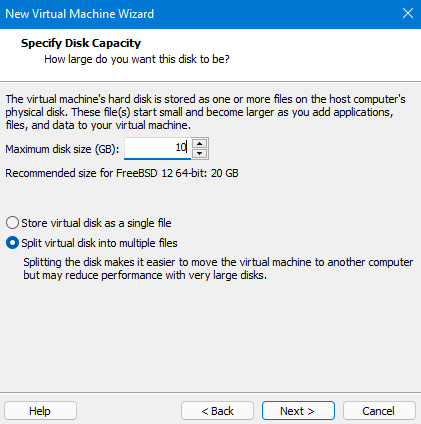 New Virtual Machine Wizard
Specify Disk Capacity
How large do you want this disk to be?
The virtual machine's hard disk is stored as one or more files on the host computer's
physical disk. These file(s) start small and become larger as you add applications,
files, and data to your virtual machine.
Maximum disk size (GB): 10
Recommended size for FreeBSD 12 64-bit: 20 GB
Store virtual disk as a single file
Split virtual disk into multiple files
Splitting the disk makes it easier to move the virtual machine to another computer
but may reduce performance with very large disks.
Help < Back Next > Cancel